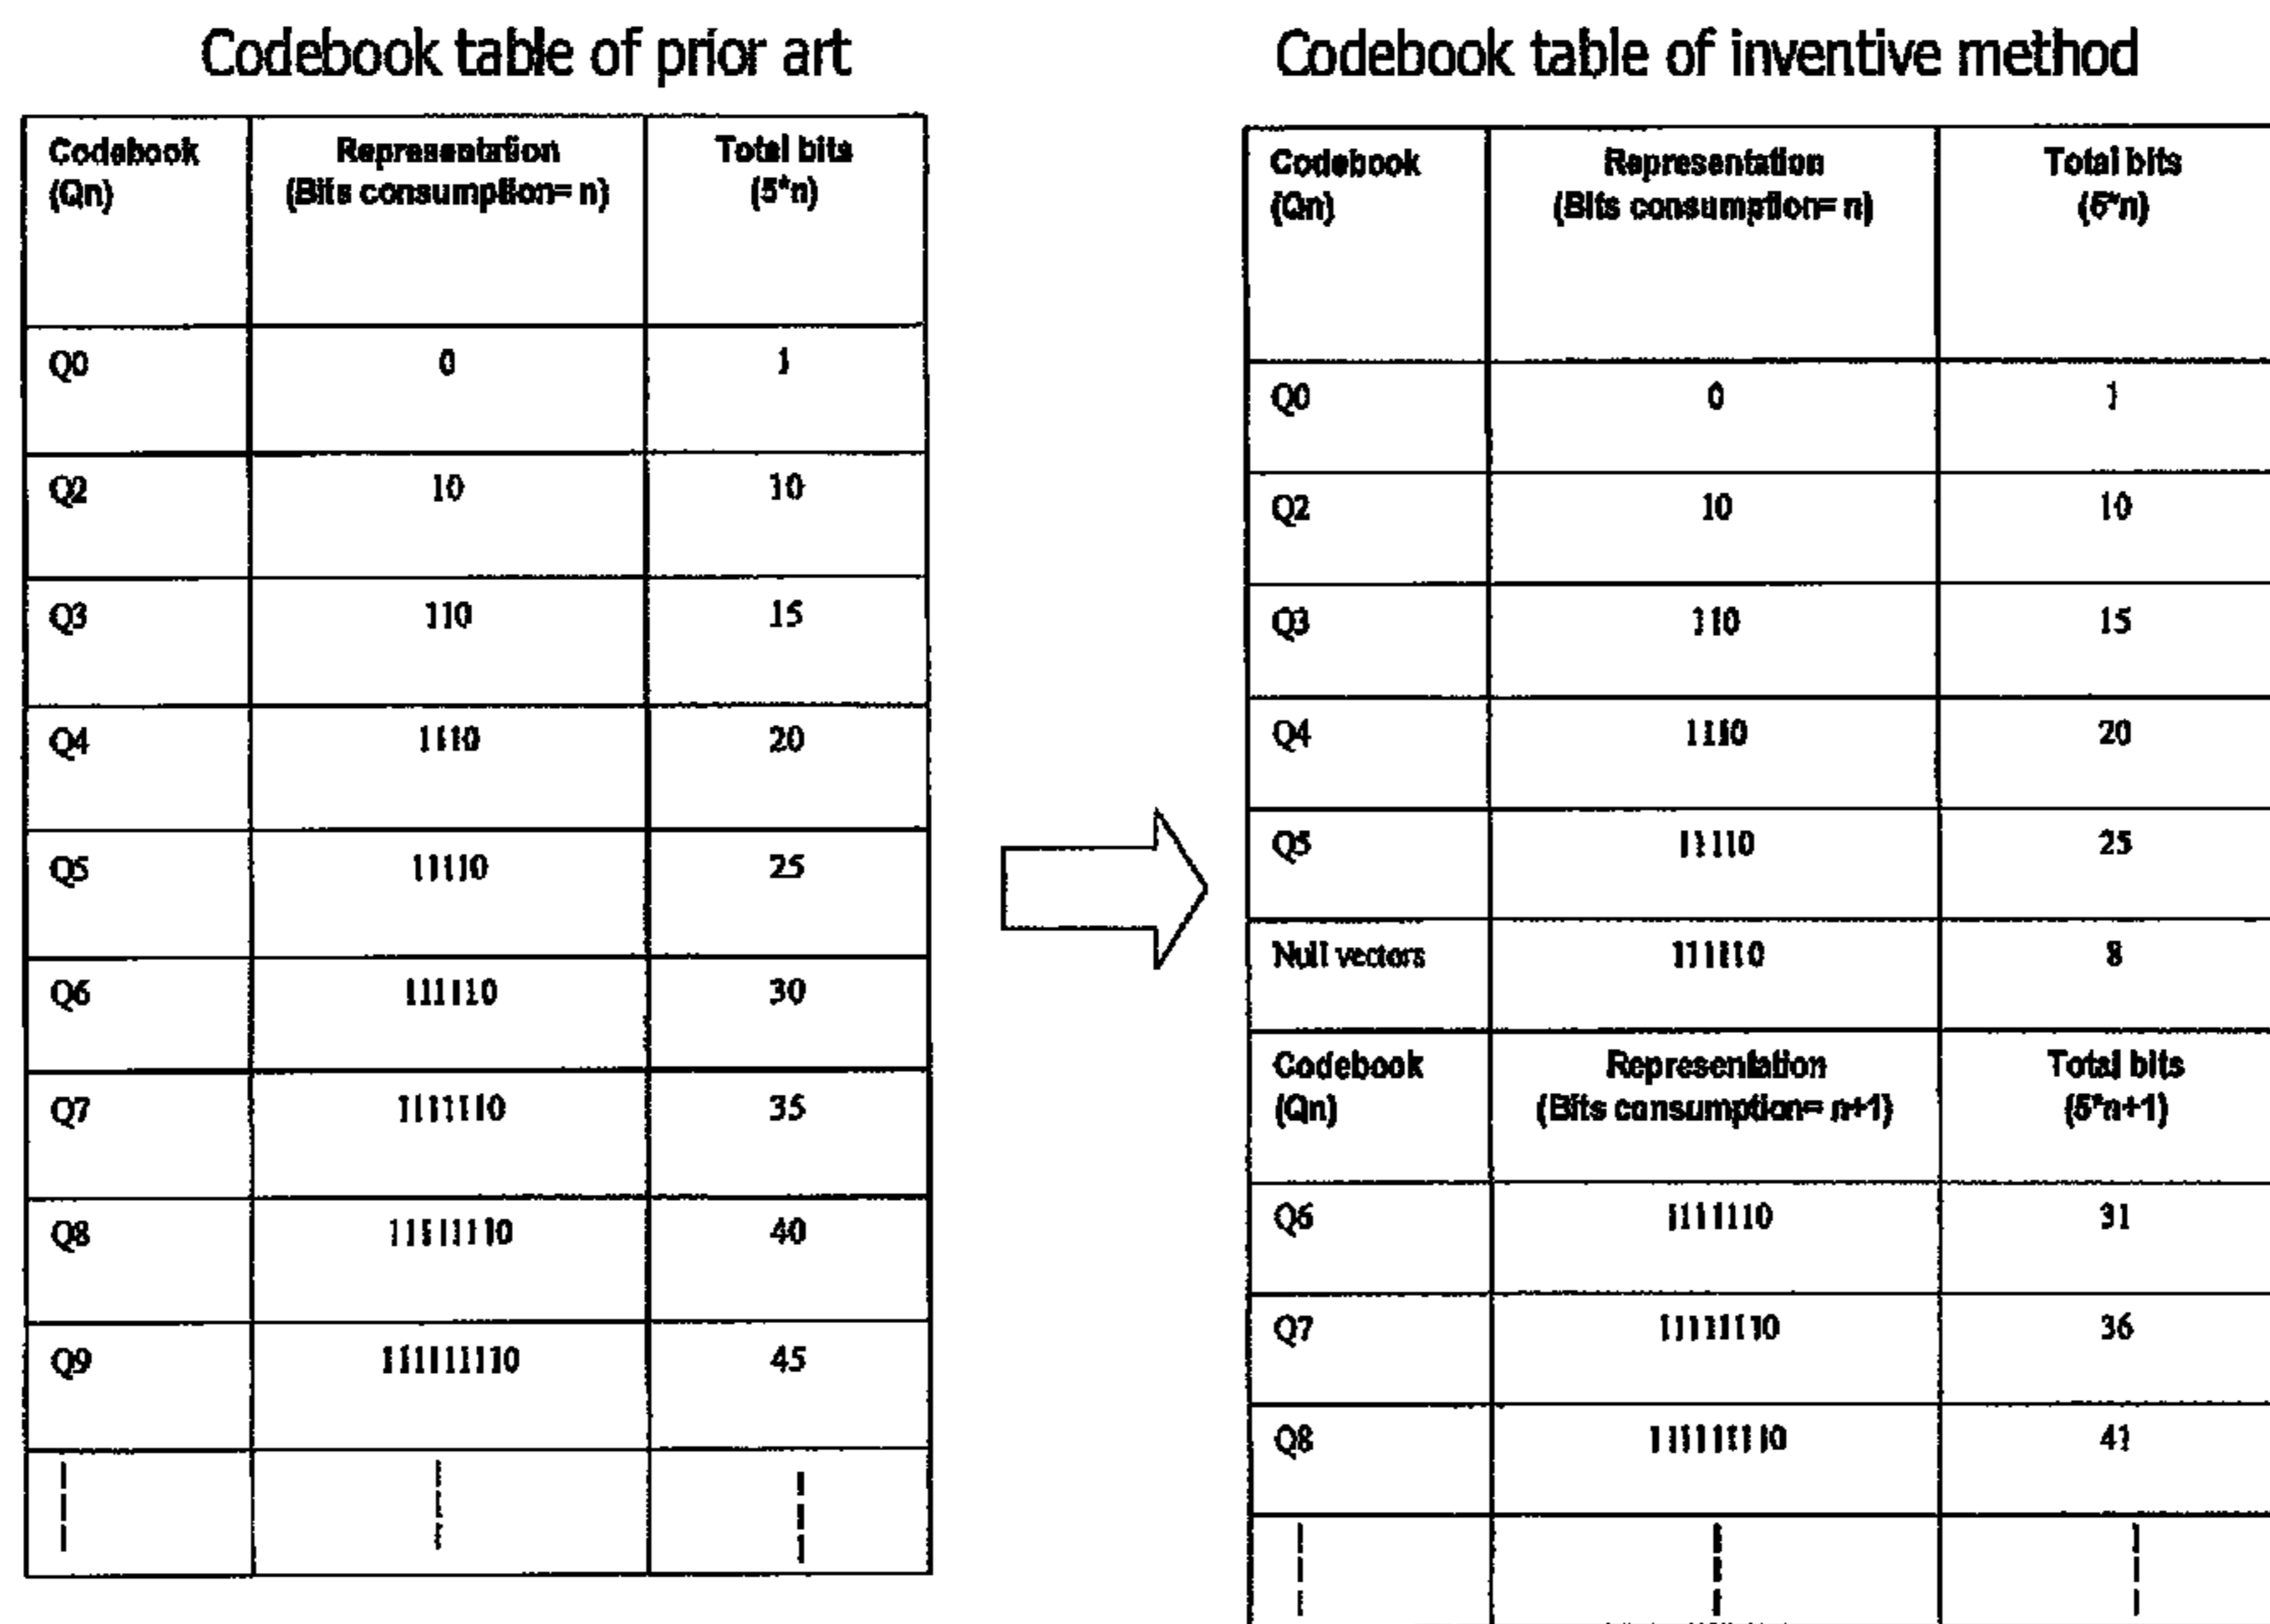 Codebook table of prior art
Codebook (Qn) Representation (Bits consumption= n) Total bits (5*n)
Q0 0 1
Q2 10 10
Q3 110 15
Q4 1110 20
Q5 11110 25
Q6 111110 30
Q7 1111110 35
Q8 11111110 40
Q9 111111110 45
Codebook table of inventive method
Codebook (Qn) Representation (Bits consumption= n) Total bits (5*n)
Q0 0 1
Q2 10 10
Q3 110 15
Q4 1110 20
Q5 11110 25
Null vectors 111110 8
Codebook (Qn) Representation (Bits consumption= n+1) Total bits (5*n+1)
Q6 1111110 31
Q7 11111110 36
Q8 111111110 41